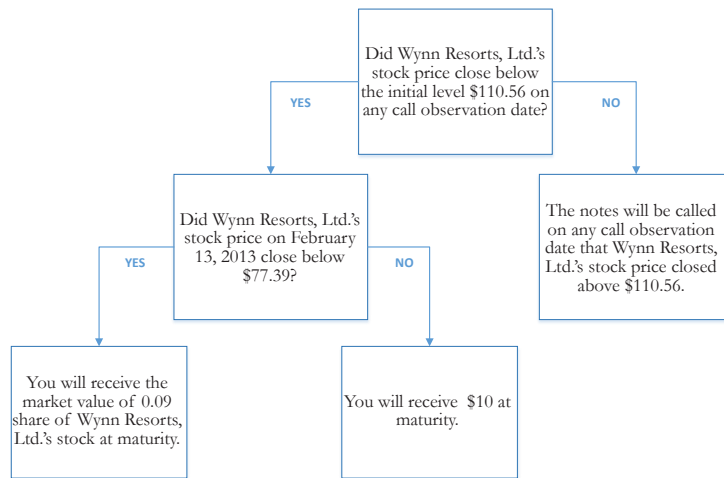 Did Wynn Resorts, Ltd.'s
stock price close below
the initial level $110.56 on
any call observation date?
YES
NO
Did Wynn Resorts, Ltd.'s
stock price on February
13, 2013 close below
$77.39?
The notes will be called
on any call observation
date that Wynn Resorts,
Ltd.'s stock price closed
above $110.56.
YES
NO
You will receive the
market value of 0.09
share of Wynn Resorts,
Ltd.'s stock at maturity.
You will receive $10 at
maturity.